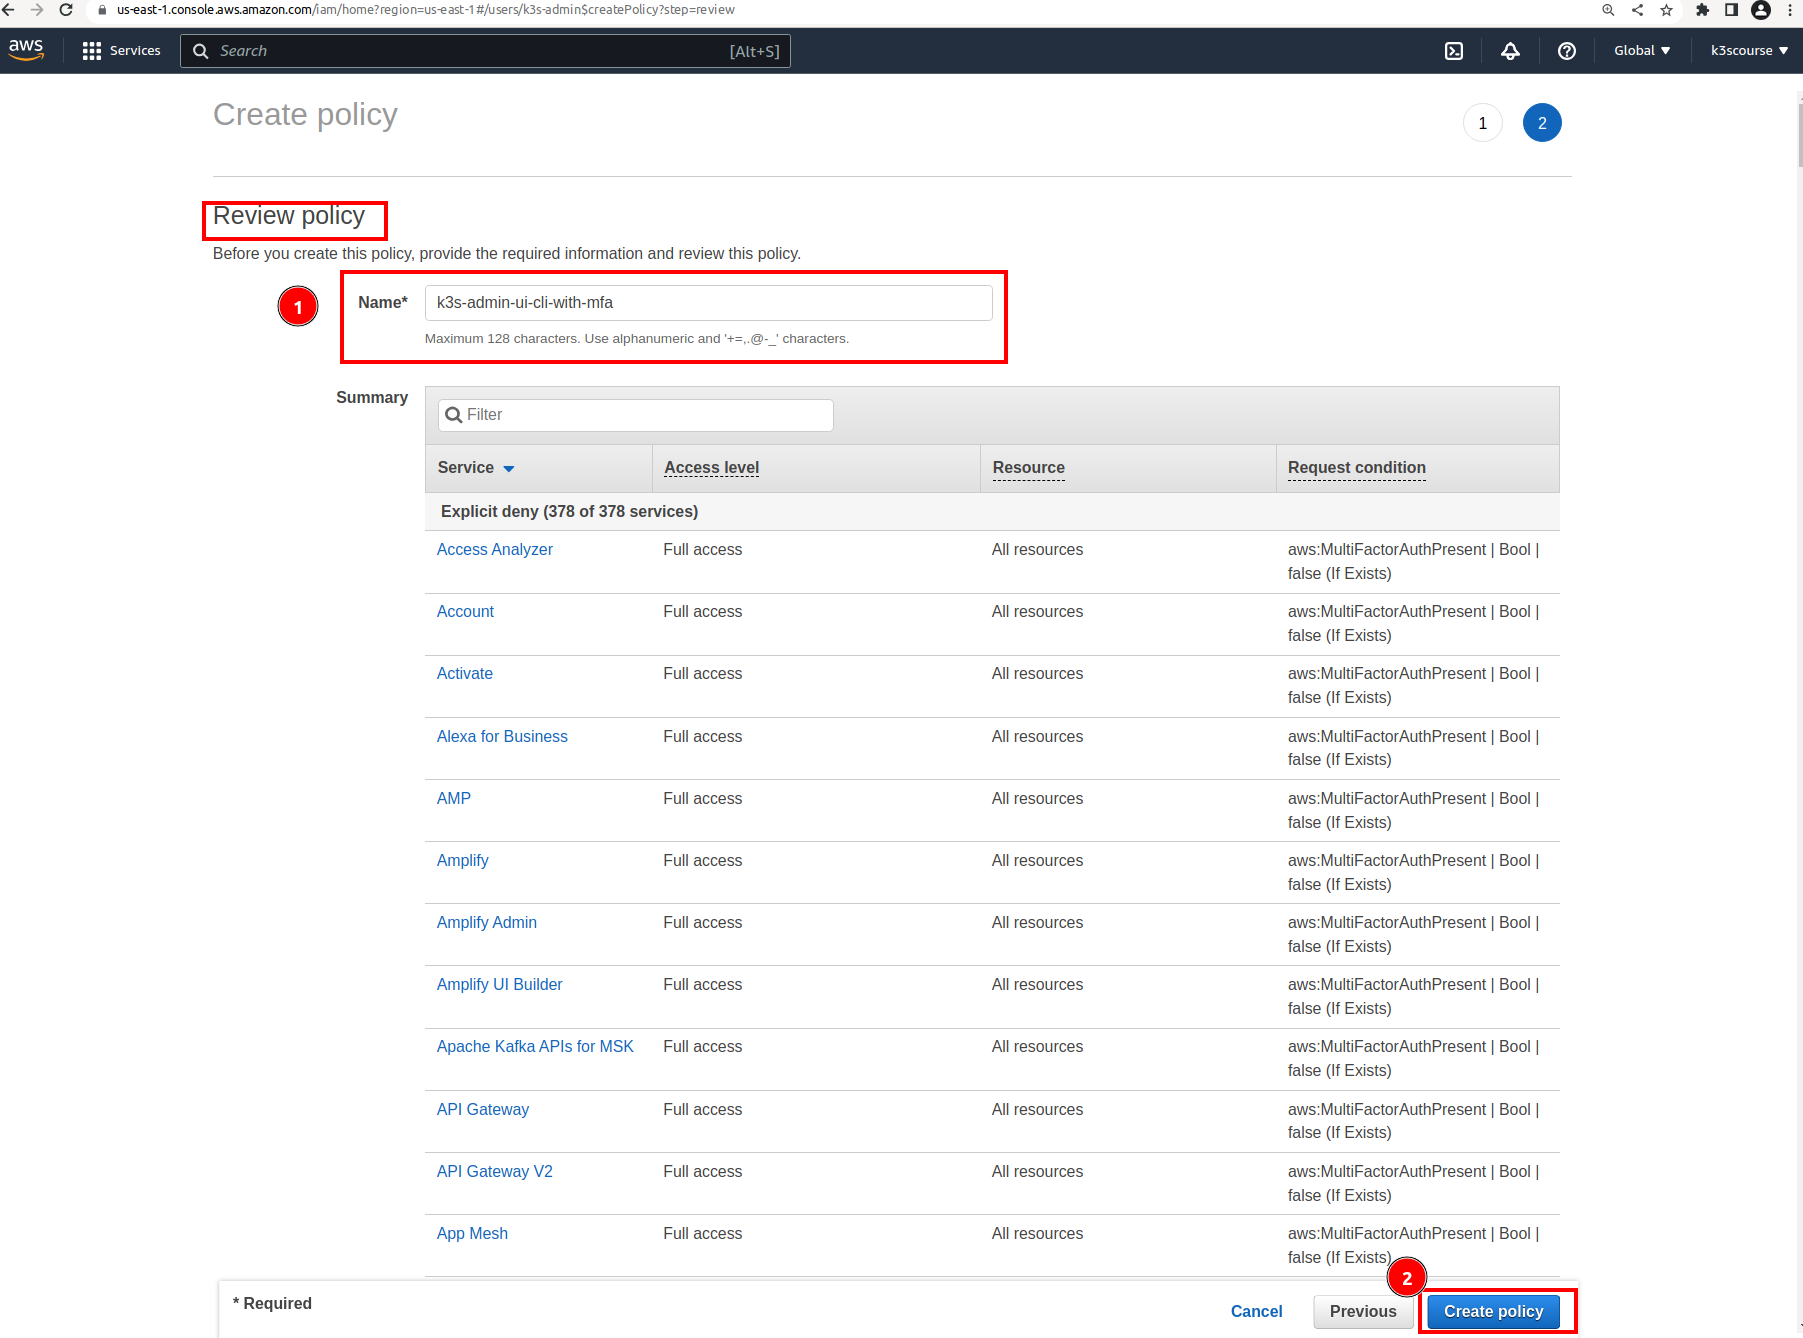 us-east-1.console.aws.amazon.com/iam/home?region=us-east-1#/users/k3s-admin$createPolicy?step=review
aws Services Search [Alt+S] Global k3scourse
Create policy 1 2
Review policy
Before you create this policy, provide the required information and review this policy.
1 Name* k3s-admin-ui-cli-with-mfa
Maximum 128 characters. Use alphanumeric and '+=,.@-_' characters.
Summary
Filter
Service Access level Resource Request condition
Explicit deny (378 of 378 services)
Access Analyzer Full access All resources aws:MultiFactorAuthPresent | Bool |
false (If Exists)
Account Full access All resources aws:MultiFactorAuthPresent | Bool |
false (If Exists)
Activate Full access All resources aws:MultiFactorAuthPresent | Bool |
false (If Exists)
Alexa for Business Full access All resources aws:MultiFactorAuthPresent | Bool |
false (If Exists)
AMP Full access All resources aws:MultiFactorAuthPresent | Bool |
false (If Exists)
Amplify Full access All resources aws:MultiFactorAuthPresent | Bool |
false (If Exists)
Amplify Admin Full access All resources aws:MultiFactorAuthPresent | Bool |
false (If Exists)
Amplify UI Builder Full access All resources aws:MultiFactorAuthPresent | Bool |
false (If Exists)
Apache Kafka APIs for MSK Full access All resources aws:MultiFactorAuthPresent | Bool |
false (If Exists)
API Gateway Full access All resources aws:MultiFactorAuthPresent | Bool |
false (If Exists)
API Gateway V2 Full access All resources aws:MultiFactorAuthPresent | Bool |
false (If Exists)
App Mesh Full access All resources aws:MultiFactorAuthPresent | Bool |
false (If Exists)
2
* Required Cancel Previous Create policy